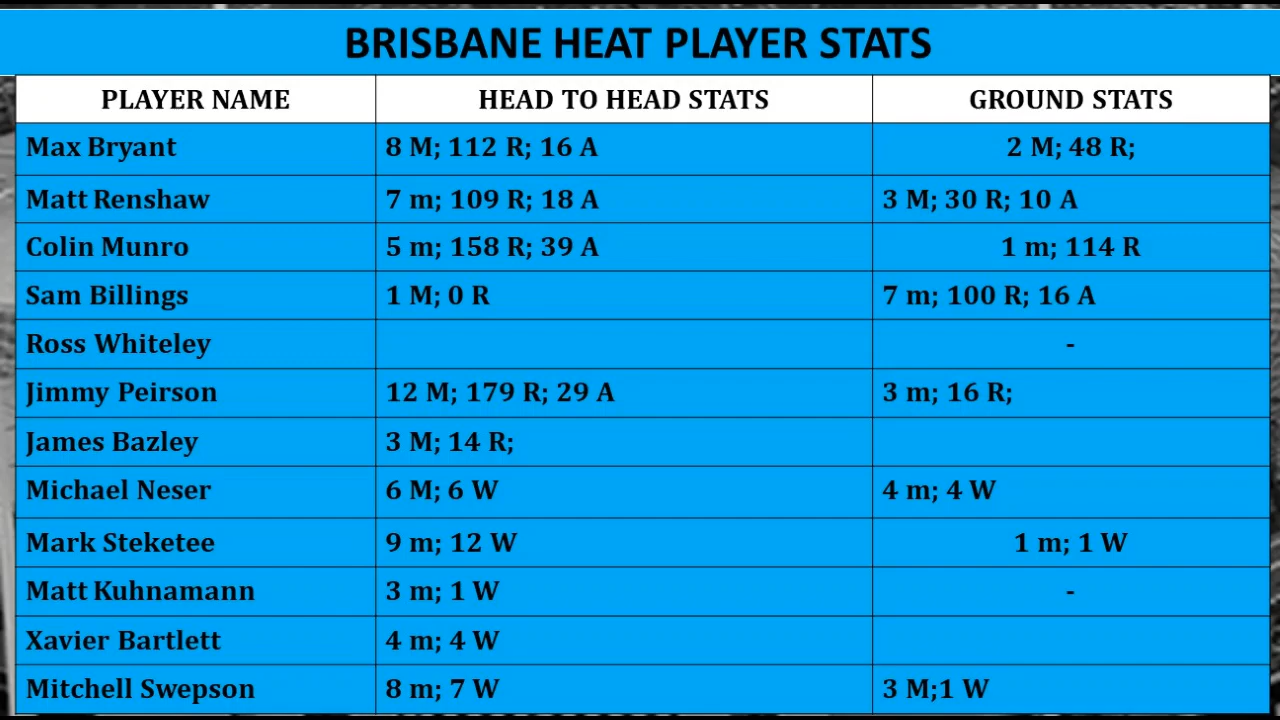 BRISBANE HEAT PLAYER STATS
PLAYER NAME HEAD TO HEAD STATS GROUND STATS
Max Bryant 8 M; 112 R; 16 A 2 M; 48 R;
Matt Renshaw 7 m; 109 R; 18 A 3 M; 30 R; 10 A
Colin Munro 5 m; 158 R; 39 A 1 m; 114 R
Sam Billings 1 M; 0 R 7 m; 100 R; 16 A
Ross Whiteley -
Jimmy Peirson 12 M; 179 R; 29 A 3 m; 16 R;
James Bazley 3 M; 14 R;
Michael Neser 6 M; 6 W 4 m; 4 W
Mark Steketee 9 m; 12 W 1 m; 1 W
Matt Kuhnamann 3 m; 1 W -
Xavier Bartlett 4 m; 4 W
Mitchell Swepson 8 m; 7 W 3 M;1 W